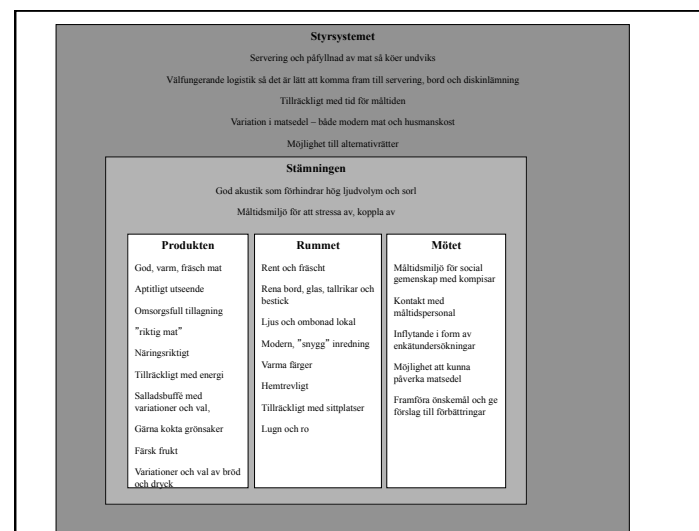 Styrsystemet
Servering och påfyllnad av mat så köer undviks
Välfungerande logistik så det är lätt att komma fram till servering, bord och diskinlämning
Tillräckligt med tid för måltiden
Variation i matsedel – både modern mat och husmanskost
Möjlighet till alternativrätter
Stämningen
God akustik som förhindrar hög ljudvolym och sorl
Måltidsmiljö för att stressa av, koppla av
Produkten
God, varm, fräsch mat
Aptitligt utseende
Omsorgsfull tillagning
"riktig mat"
Näringsriktigt
Tillräckligt med energi
Salladsbuffé med
variationer och val,
Gärna kokta grönsaker
Färsk frukt
Variationer och val av bröd
och dryck
Rummet
Rent och fräscht
Rena bord, glas, tallrikar och
bestick
Ljus och ombonad lokal
Modern, "snygg" inredning
Varma färger
Hemtrevligt
Tillräckligt med sittplatser
Lugn och ro
Mötet
Måltidsmiljö för social
gemenskap med kompisar
Kontakt med
måltidspersonal
Inflytande i form av
enkätundersökningar
Möjlighet att kunna
påverka matsedel
Framföra önskemål och ge
förslag till förbättringar